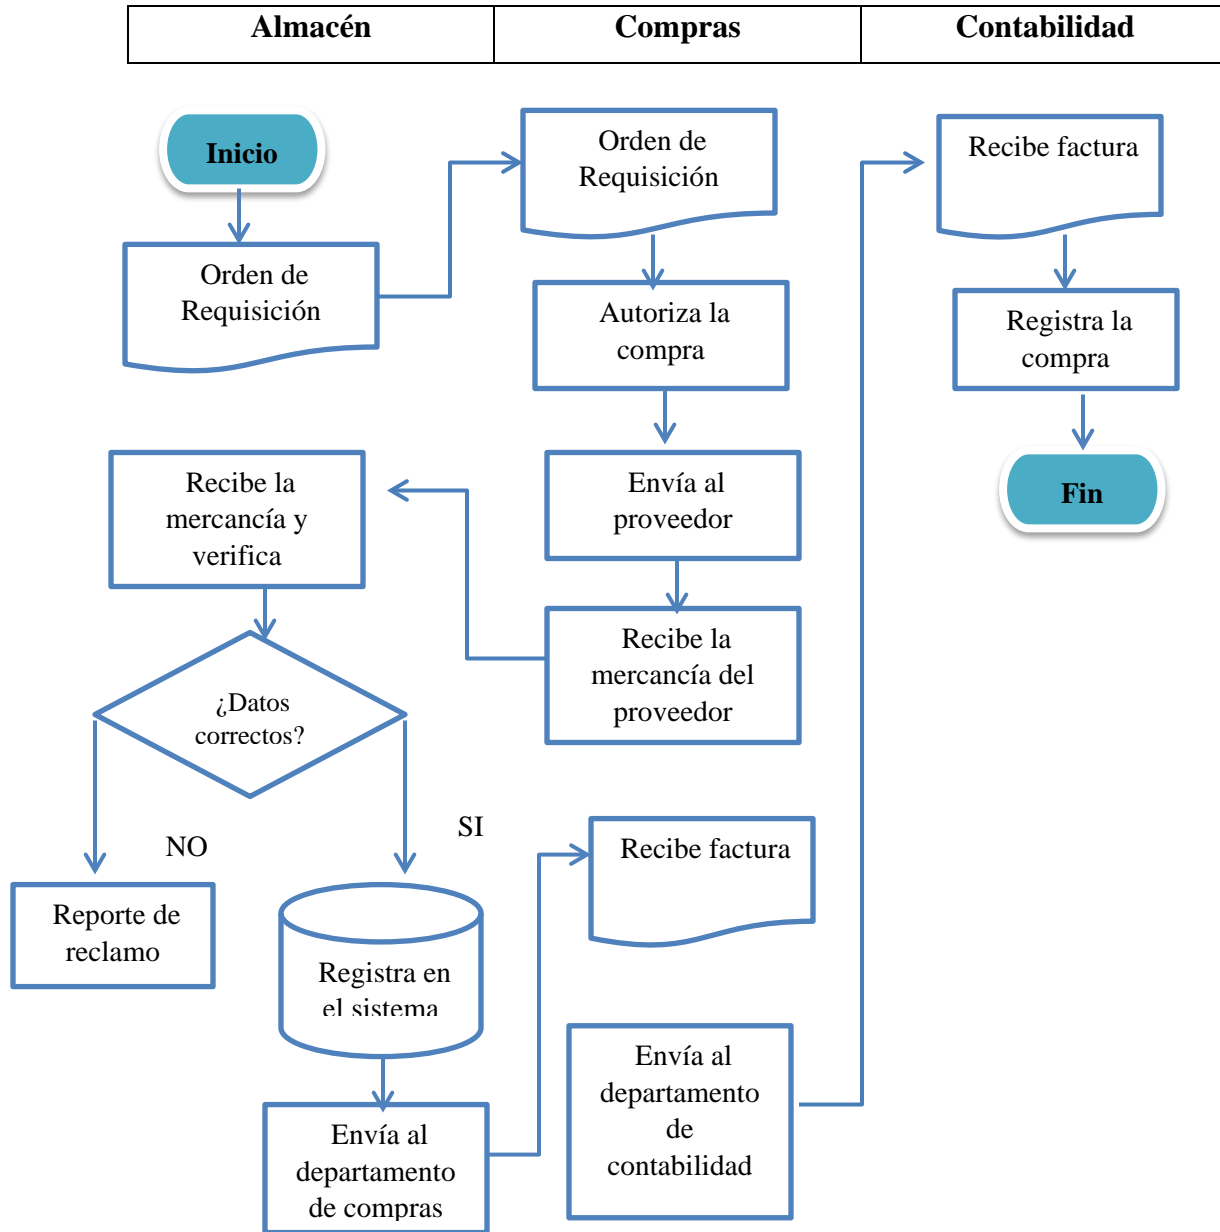 Almacén
Compras
Contabilidad
Inicio
Orden de
Requisición
Orden de
Requisición
Autoriza la
compra
Envía al
proveedor
Recibe la
mercancía del
proveedor
Recibe la
mercancía y
verifica
¿Datos
correctos?
NO
SI
Reporte de
reclamo
Registra en
el sistema
Envía al
departamento
de compras
Recibe factura
Envía al
departamento
de
contabilidad
Recibe factura
Registra la
compra
Fin